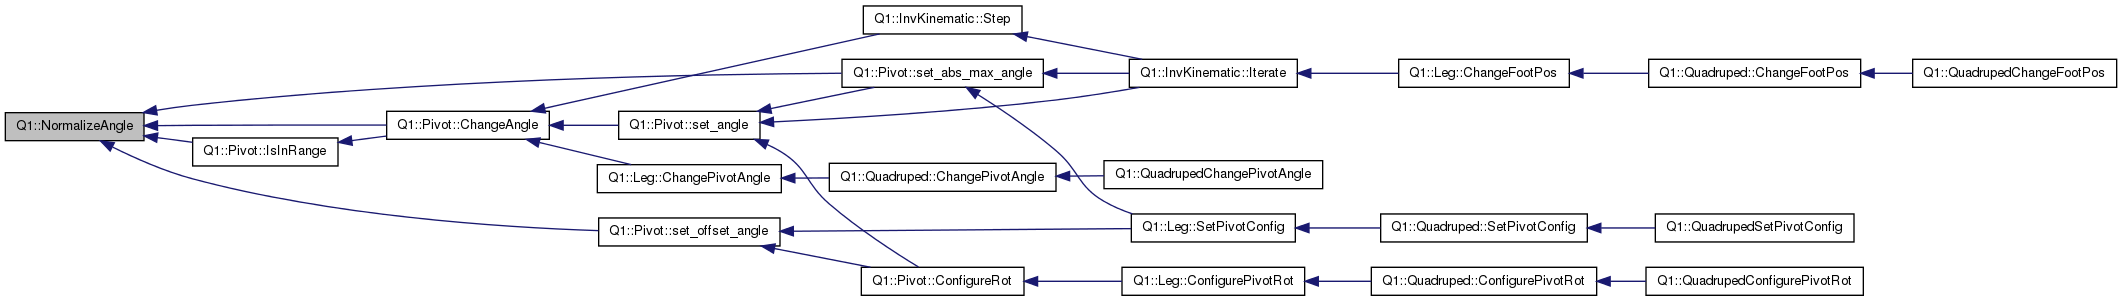 Q1::InvKinematic::Step
Q1::Pivot::set_abs_max_angle
Q1::InvKinematic::Iterate
Q1::Leg::ChangeFootPos
Q1::Quadruped::ChangeFootPos
Q1::QuadrupedChangeFootPos
Q1::NormalizeAngle
Q1::Pivot::ChangeAngle
Q1::Pivot::set_angle
Q1::Pivot::IsInRange
Q1::Leg::ChangePivotAngle
Q1::Quadruped::ChangePivotAngle
Q1::QuadrupedChangePivotAngle
Q1::Pivot::set_offset_angle
Q1::Leg::SetPivotConfig
Q1::Quadruped::SetPivotConfig
Q1::QuadrupedSetPivotConfig
Q1::Pivot::ConfigureRot
Q1::Leg::ConfigurePivotRot
Q1::Quadruped::ConfigurePivotRot
Q1::QuadrupedConfigurePivotRot